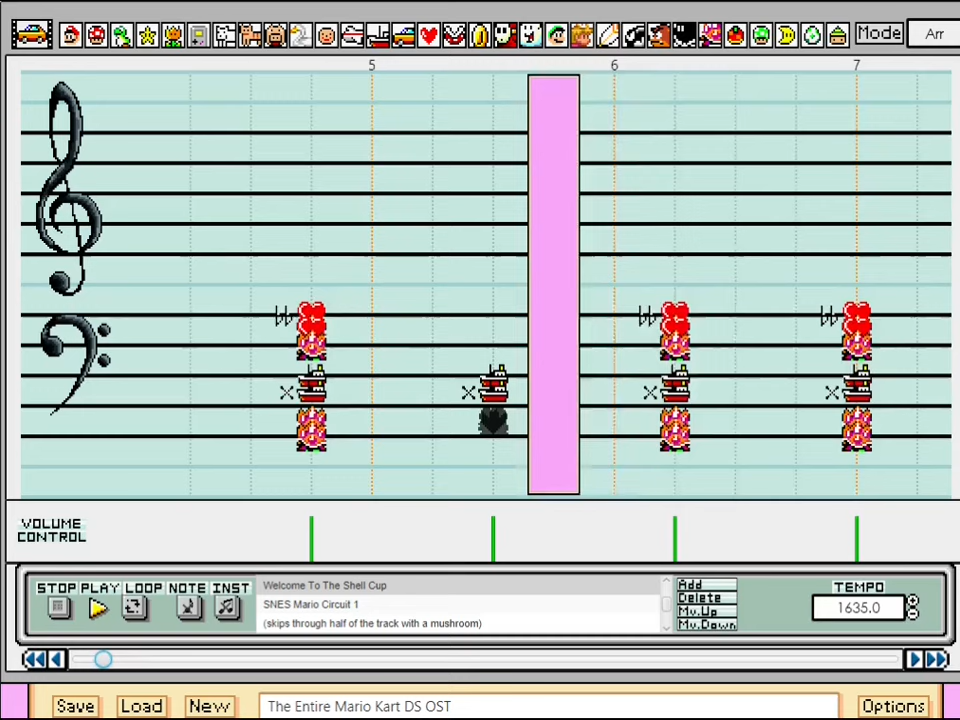 Mode Arr
5 6 7
VOLUME
CONTROL
STOP PLAY LOOP NOTE INST
Welcome To The Shell Cup
SNES Mario Circuit 1
(skips through half of the track with a mushroom)
Add
Delete
Mv.Up
Mv.Down
TEMPO
1635.0
Save Load New The Entire Mario Kart DS OST Options